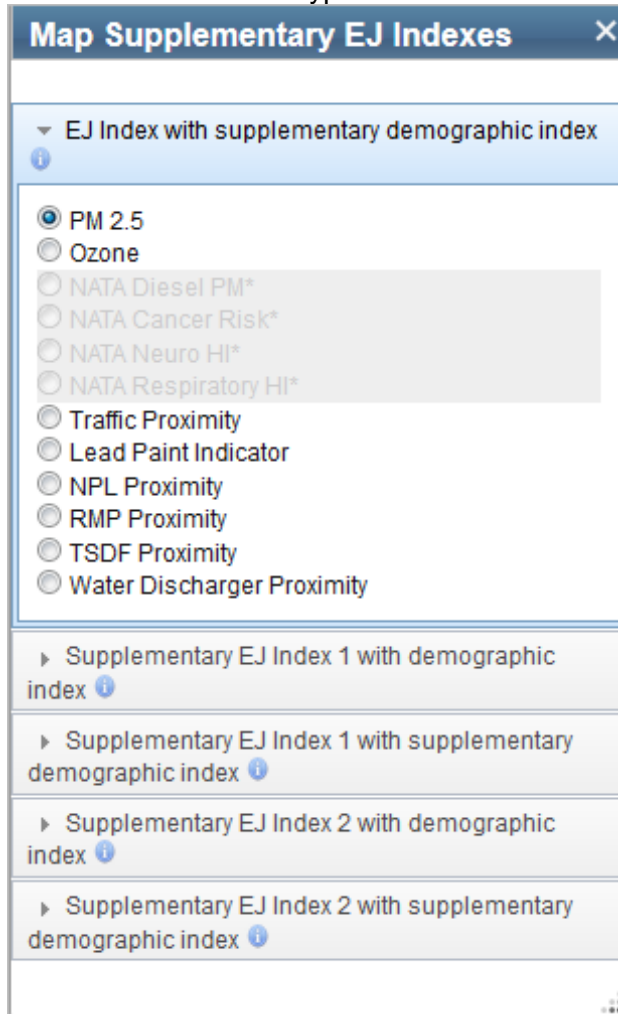 Map Supplementary EJ Indexes
EJ Index with supplementary demographic index
PM 2.5
Ozone
NATA Diesel PM*
NATA Cancer Risk*
NATA Neuro HI*
NATA Respiratory HI*
Traffic Proximity
Lead Paint Indicator
NPL Proximity
RMP Proximity
TSDF Proximity
Water Discharger Proximity
Supplementary EJ Index 1 with demographic
index
Supplementary EJ Index 1 with supplementary
demographic index
Supplementary EJ Index 2 with demographic
index
Supplementary EJ Index 2 with supplementary
demographic index